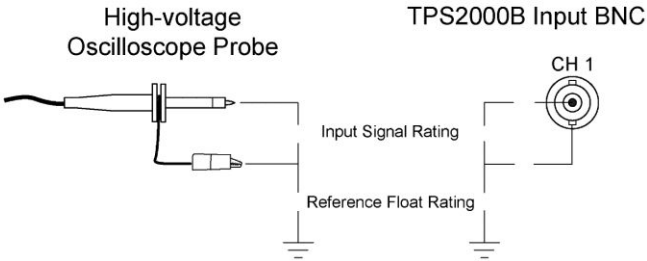 High-voltage
Oscilloscope Probe
TPS2000B Input BNC
CH 1
Input Signal Rating
Reference Float Rating